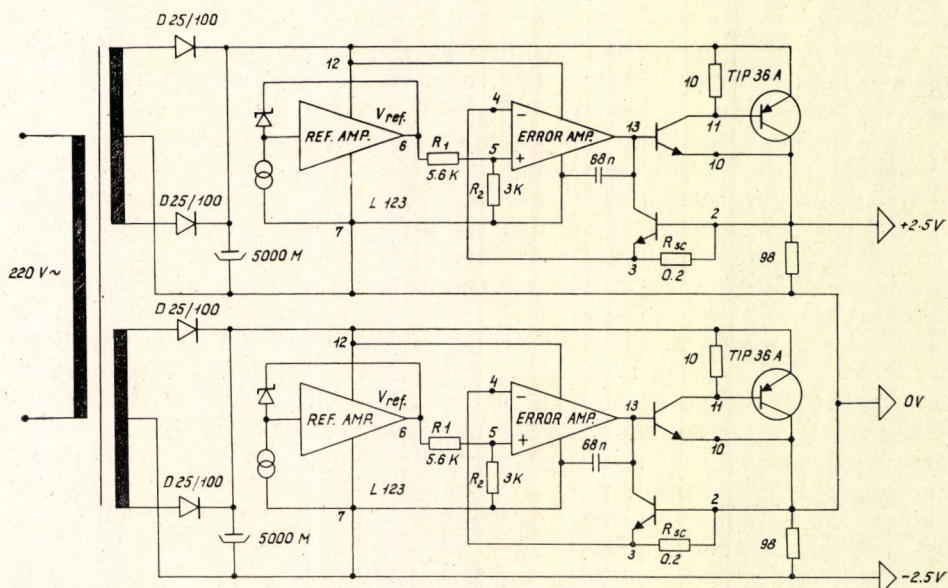 D 25/100
12
10
TIP 36 A
4
V ref.
13
11
REF. AMP.
6
R1
5
ERROR AMP.
10
5.6 K
68n
D 25/100
R2
3K
L 123
2
+2.5V
7
220 V~
5000 M
Rsc
98
3
0.2
D 25/100
12
10
TIP 36 A
4
V ref.
0V
13
11
REF. AMP.
6
R1
5
ERROR AMP.
10
5.6 K
68n
D 25/100
R2
3K
L 123
2
7
5000 M
Rsc
98
3
0.2
-2.5V